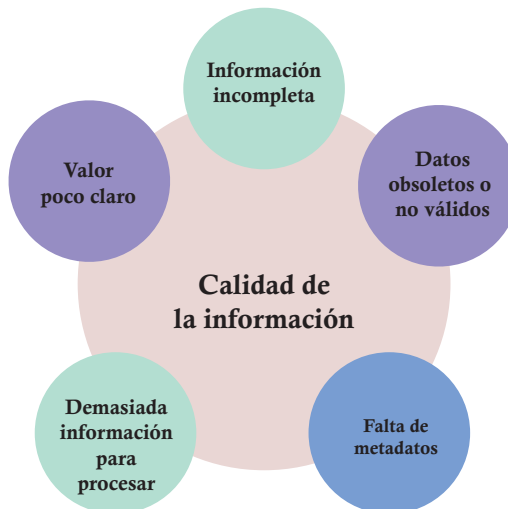 Información
incompleta
Valor
poco claro
Datos
obsoletos o
no válidos
Calidad de
la información
Demasiada
información
para
procesar
Falta de
metadatos